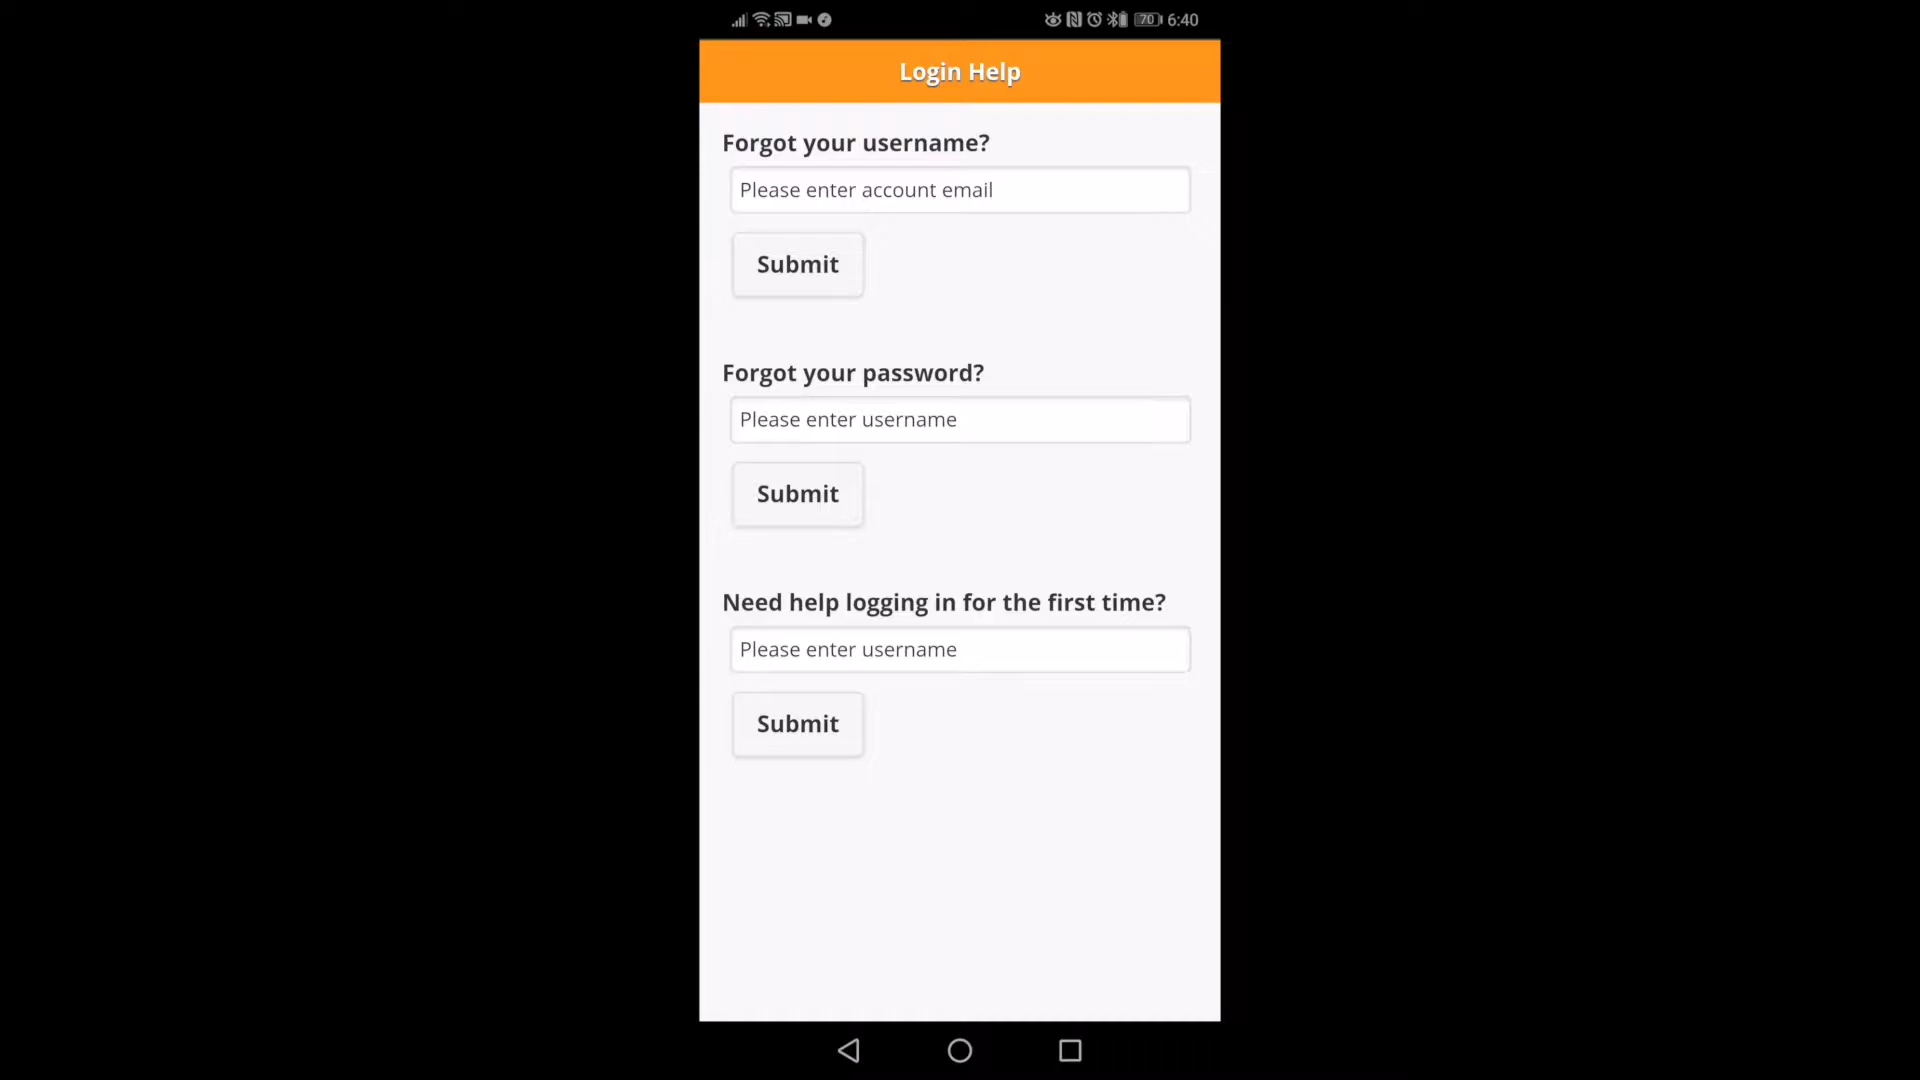 70 6:40
Login Help
Forgot your username?
Please enter account email
Submit
Forgot your password?
Please enter username
Submit
Need help logging in for the first time?
Please enter username
Submit